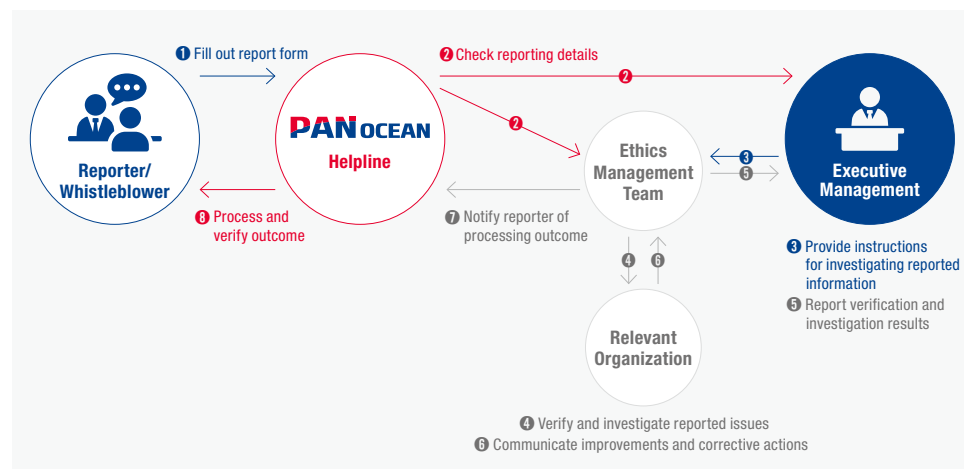 ❶ Fill out report form
❷ Check reporting details
❷
❷
Reporter/
Whistleblower
PAN OCEAN
Helpline
Ethics
Management
Team
❸
❺
Executive
Management
❽ Process and
verify outcome
❼ Notify reporter of
processing outcome
❹
❻
❸ Provide instructions
for investigating reported
information
❺ Report verification and
investigation results
Relevant
Organization
❹ Verify and investigate reported issues
❻ Communicate improvements and corrective actions